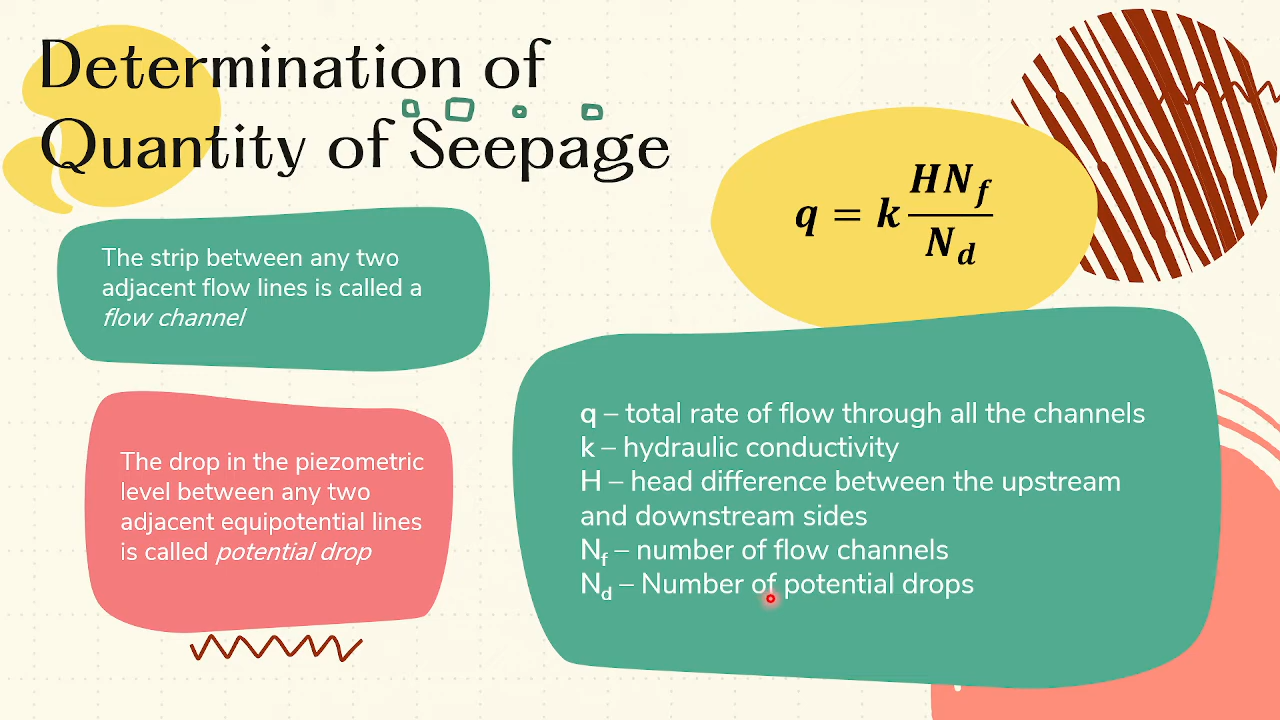 Determination of
Quantity of Seepage
The strip between any two
adjacent flow lines is called a
flow channel
The drop in the piezometric
level between any two
adjacent equipotential lines
is called potential drop
q = k HN_f / N_d
q – total rate of flow through all the channels
k – hydraulic conductivity
H – head difference between the upstream
and downstream sides
N_f – number of flow channels
N_d – Number of potential drops